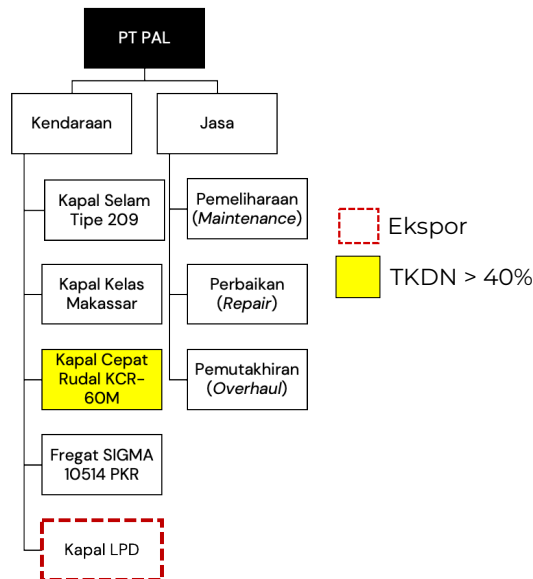 PT PAL
Kendaraan
Jasa
Kapal Selam
Tipe 209
Pemeliharaan
(Maintenance)
Kapal Kelas
Makassar
Perbaikan
(Repair)
Kapal Cepat
Rudal KCR-
60M
Pemutakhiran
(Overhaul)
Fregat SIGMA
10514 PKR
Kapal LPD
Ekspor
TKDN > 40%